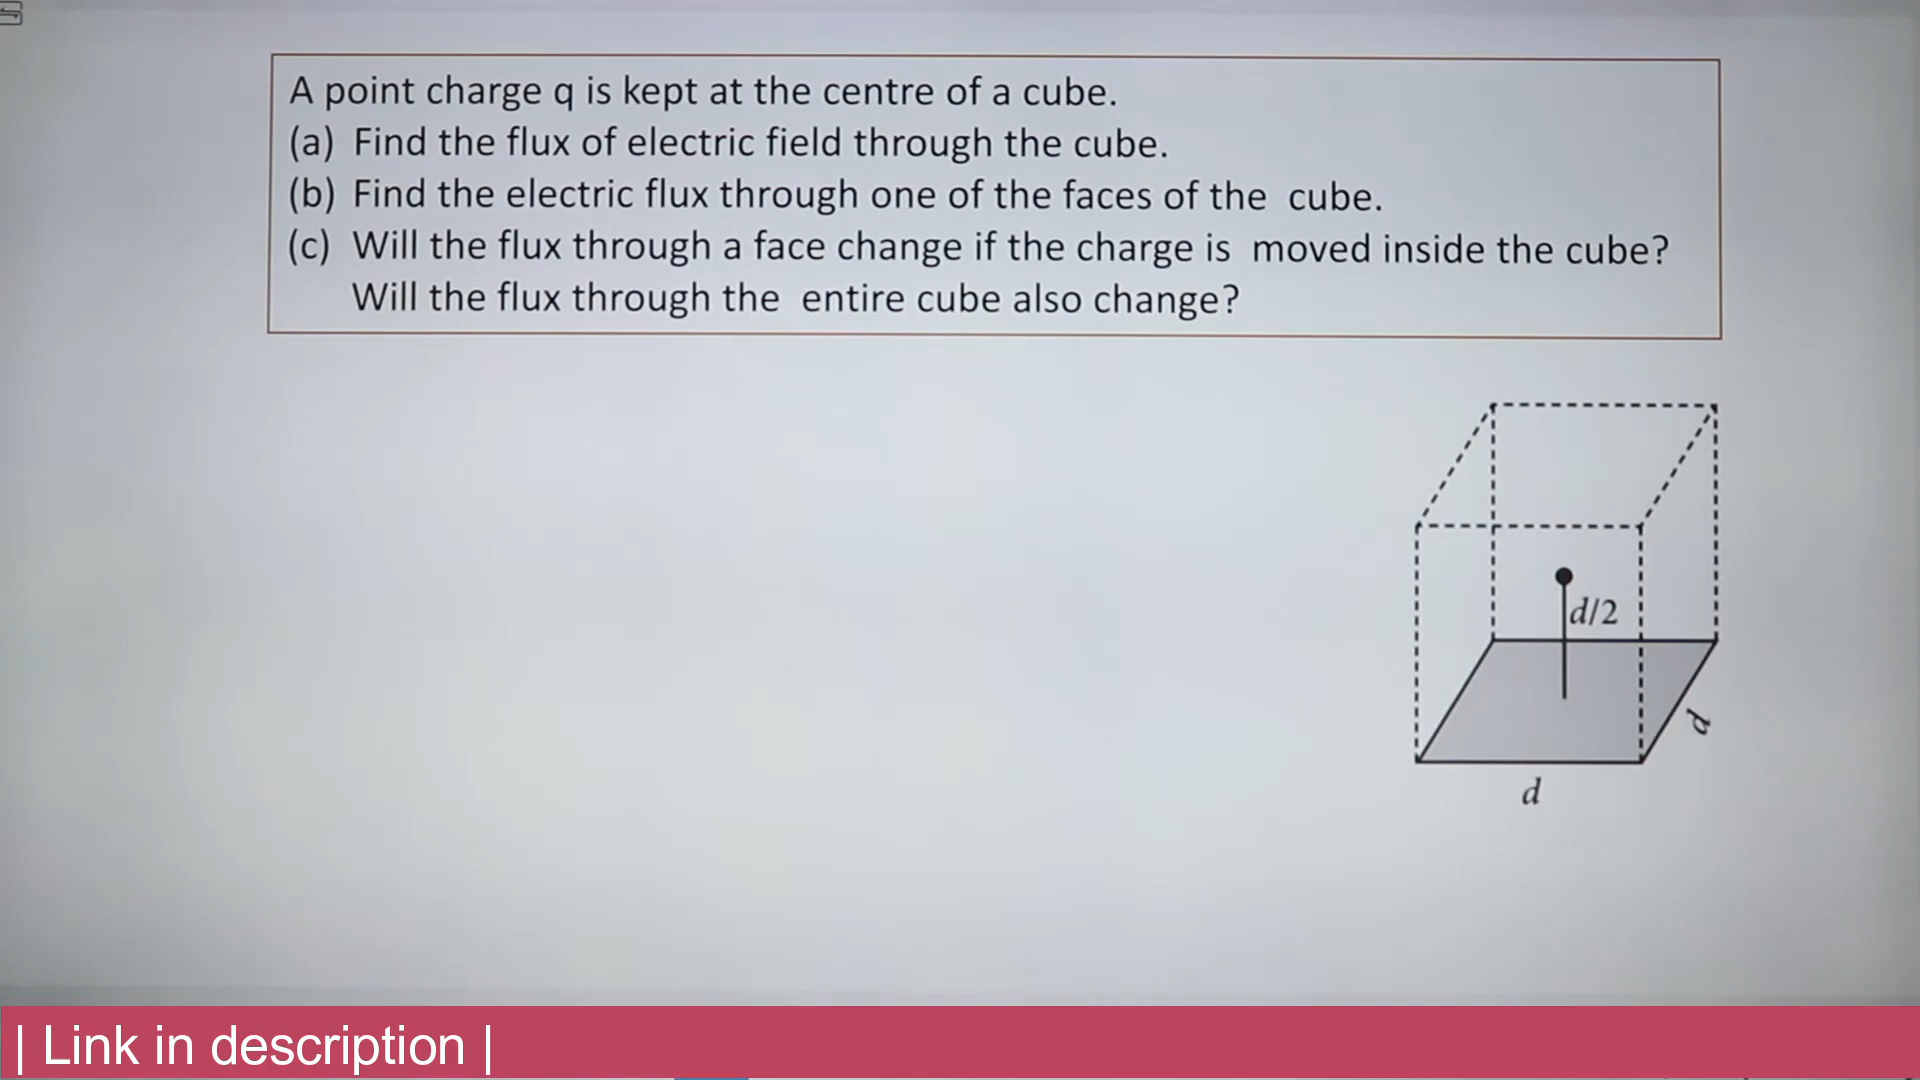 A point charge q is kept at the centre of a cube.
(a) Find the flux of electric field through the cube.
(b) Find the electric flux through one of the faces of the cube.
(c) Will the flux through a face change if the charge is moved inside the cube?
Will the flux through the entire cube also change?
d/2
d
d
| Link in description |